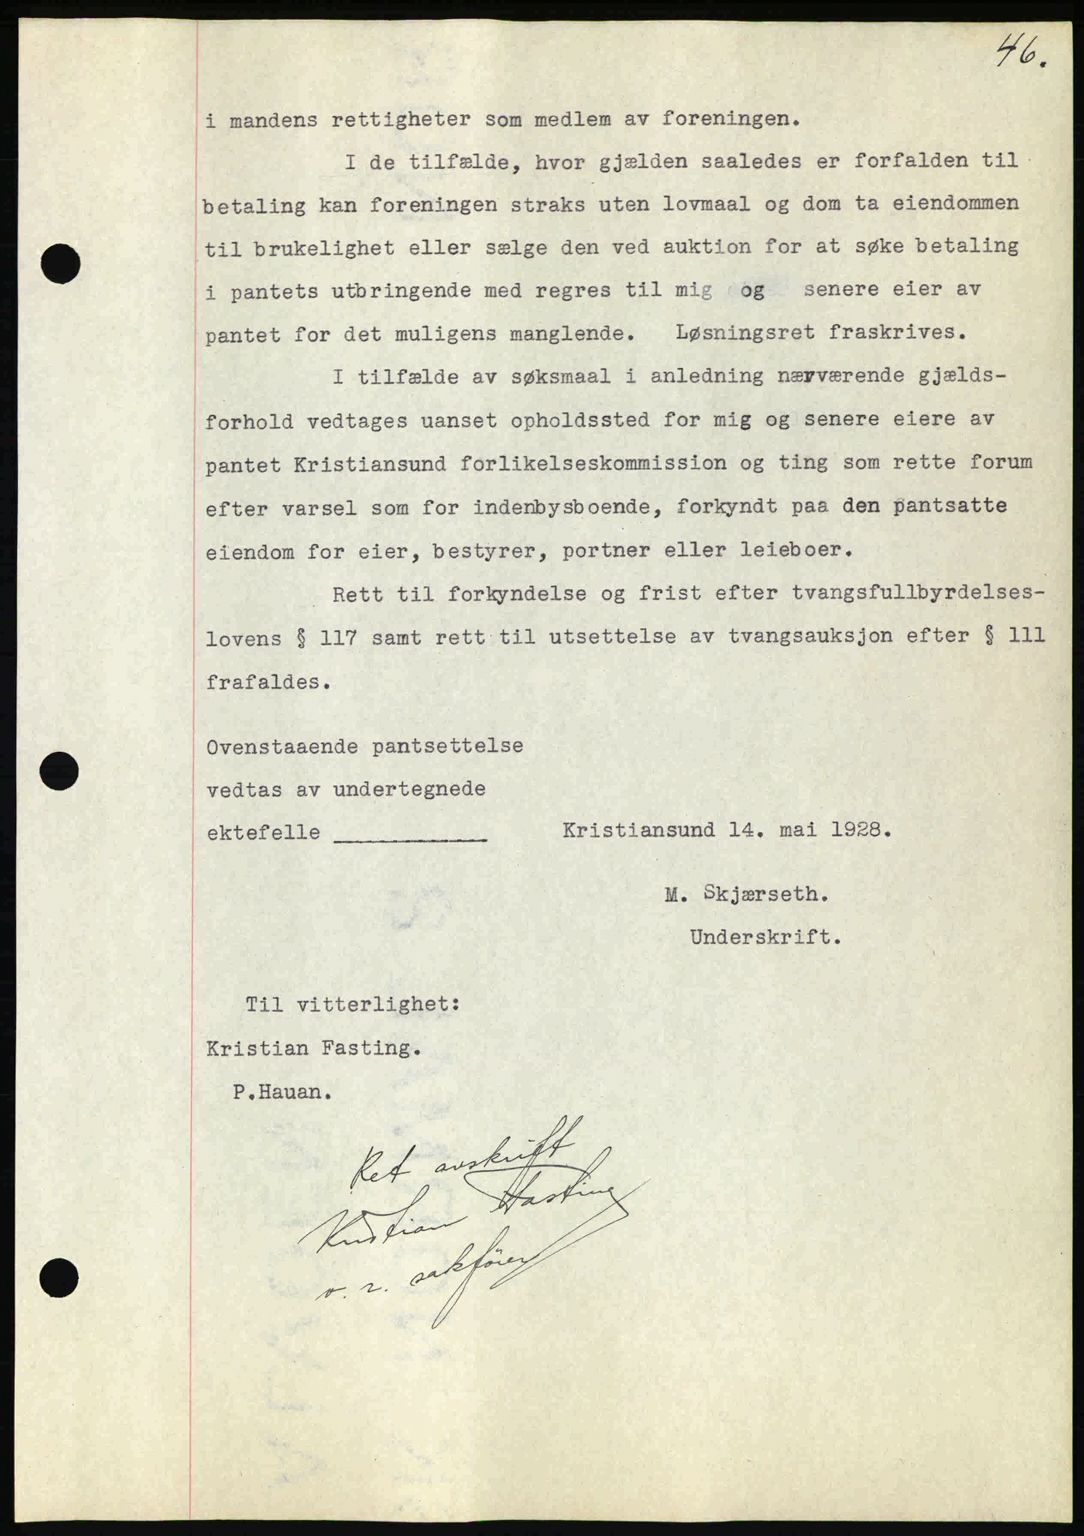 46.
i mandens rettigheter som medlem av foreningen.
I de tilfælde, hvor gjælden saaledes er forfalden til
betaling kan foreningen straks uten lovmaal og dom ta eiendommen
til brukelighet eller sælge den ved auktion for at søke betaling
i pantets utbringende med regres til mig og senere eier av
pantet for det muligens manglende. Løsningsret fraskrives.
I tilfælde av søksmaal i anledning nærværende gjælds-
forhold vedtages uanset opholdssted for mig og senere eiere av
pantet Kristiansund forlikelseskommission og ting som rette forum
efter varsel som for indenbysboende, forkyndt paa den pantsatte
eiendom for eier, bestyrer, portner eller leieboer.
Rett til forkyndelse og frist efter tvangsfullbyrdelses-
lovens § 117 samt rett til utsettelse av tvangsauksjon efter § 111
frafaldes.
Ovenstaaende pantsettelse
vedtas av undertegnede
ektefelle ____________ Kristiansund 14. mai 1928.
M. Skjærseth.
Underskrift.
Til vitterlighet:
Kristian Fasting.
P.Hauan.
Ret avskrift
Kristian Fasting
o. r. sakfører